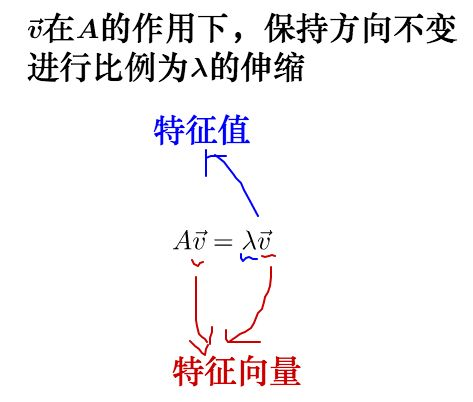 v⃗在A的作用下，保持方向不变
进行比例为λ的伸缩
特征值
Av⃗ = λv⃗
特征向量